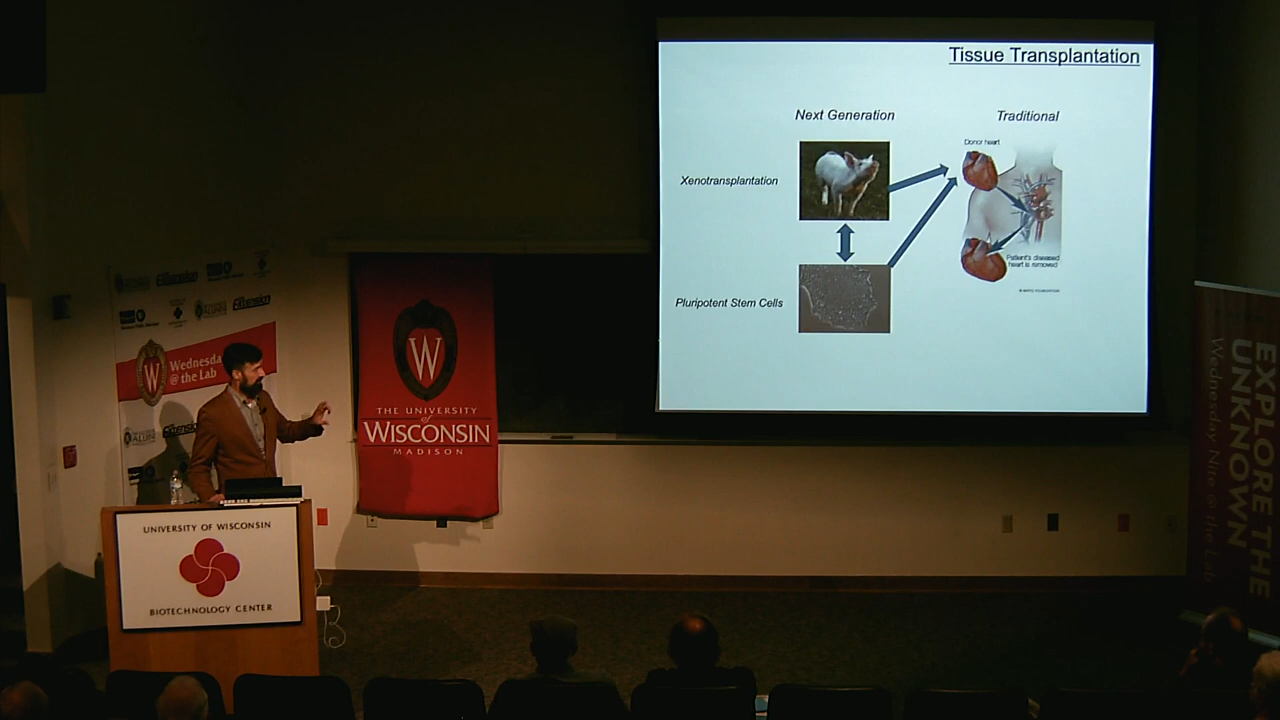 Tissue Transplantation
Next Generation
Traditional
Donor heart
Xenotransplantation
Patient's diseased
heart is removed
Pluripotent Stem Cells
Wednesda
@ the Lab
W
W
THE UNIVERSITY
of
WISCONSIN
MADISON
UNIVERSITY OF WISCONSIN
BIOTECHNOLOGY CENTER
EXPLORE THE
UNKNOWN
Wednesday Nite @ the Lab